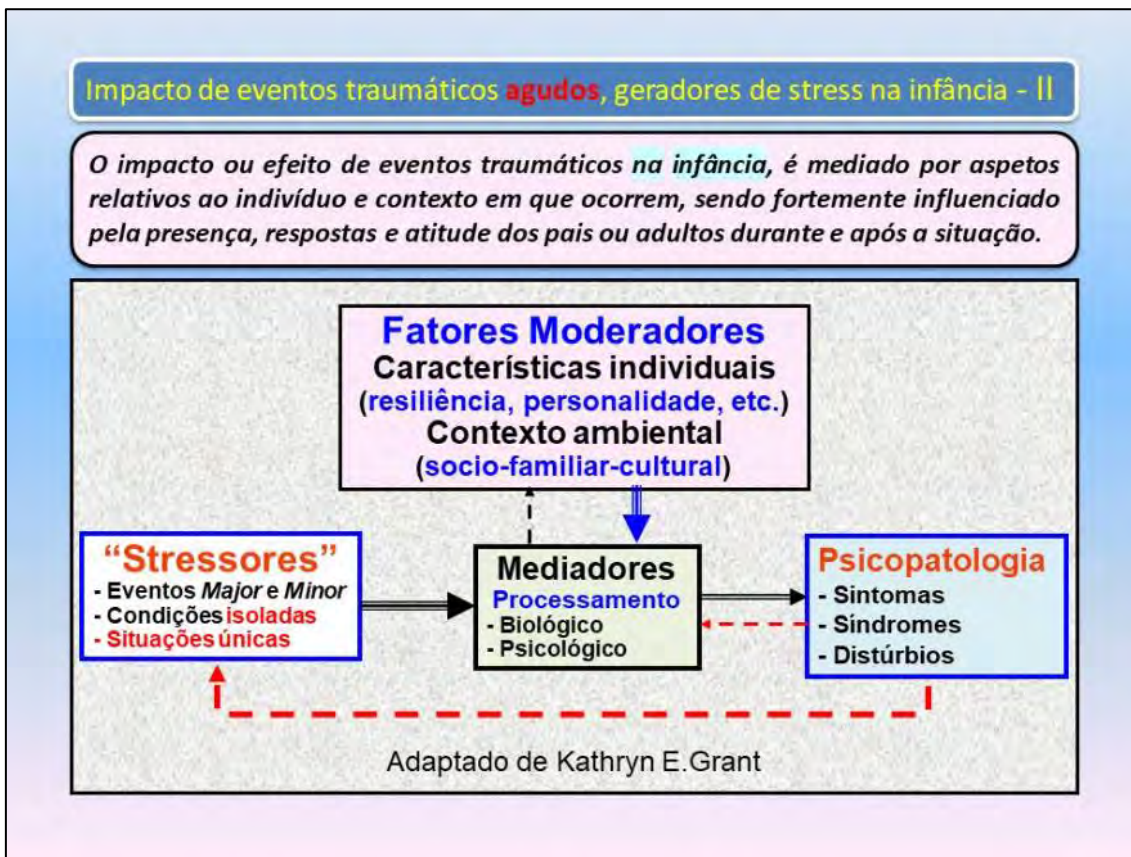 Impacto de eventos traumáticos agudos, geradores de stress na infância - II
O impacto ou efeito de eventos traumáticos na infância, é mediado por aspetos
relativos ao indivíduo e contexto em que ocorrem, sendo fortemente influenciado
pela presença, respostas e atitude dos pais ou adultos durante e após a situação.
Fatores Moderadores
Características individuais
(resiliência, personalidade, etc.)
Contexto ambiental
(socio-familiar-cultural)
“Stressores”
- Eventos Major e Minor
- Condições isoladas
- Situações únicas
Mediadores
Processamento
- Biológico
- Psicológico
Psicopatologia
- Síntomas
- Síndromes
- Distúrbios
Adaptado de Kathryn E.Grant